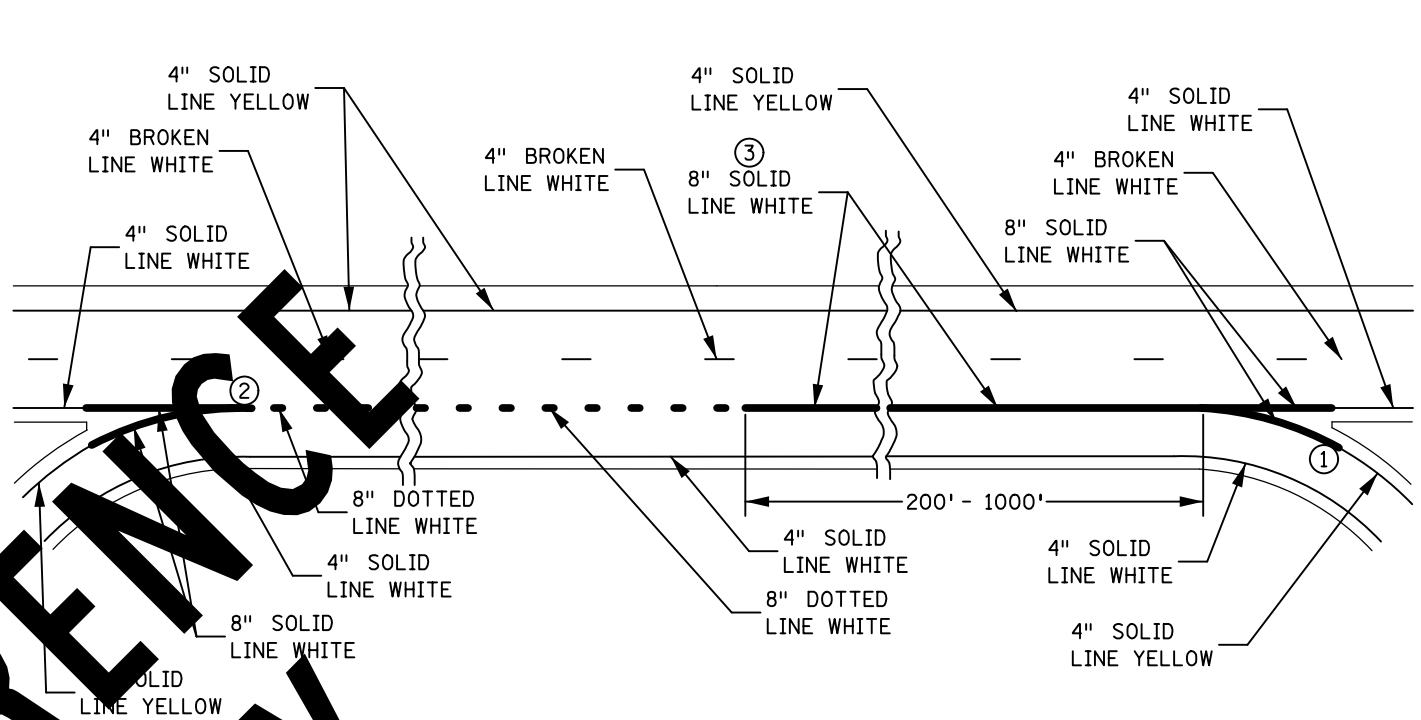 4" SOLID
LINE YELLOW
4" BROKEN
LINE WHITE
4" SOLID
LINE WHITE
4" BROKEN
LINE WHITE
4" SOLID
LINE YELLOW
3
8" SOLID
LINE WHITE
4" SOLID
LINE WHITE
4" BROKEN
LINE WHITE
8" SOLID
LINE WHITE
2
1
200' - 1000'
8" DOTTED
LINE WHITE
4" SOLID
LINE WHITE
8" SOLID
LINE WHITE
LINE YELLOW
4" SOLID
LINE WHITE
8" DOTTED
LINE WHITE
4" SOLID
LINE WHITE
4" SOLID
LINE YELLOW